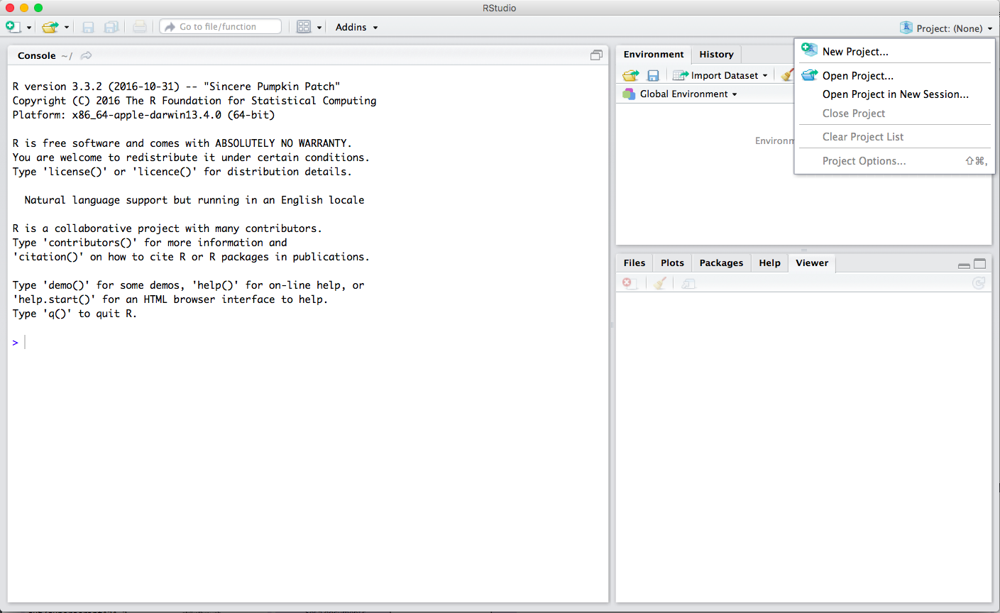 RStudio
Go to file/function
Addins
Project: (None)
Console ~/
R version 3.3.2 (2016-10-31) -- "Sincere Pumpkin Patch"
Copyright (C) 2016 The R Foundation for Statistical Computing
Platform: x86_64-apple-darwin13.4.0 (64-bit)
R is free software and comes with ABSOLUTELY NO WARRANTY.
You are welcome to redistribute it under certain conditions.
Type 'license()' or 'licence()' for distribution details.
Natural language support but running in an English locale
R is a collaborative project with many contributors.
Type 'contributors()' for more information and
'citation()' on how to cite R or R packages in publications.
Type 'demo()' for some demos, 'help()' for on-line help, or
'help.start()' for an HTML browser interface to help.
Type 'q()' to quit R.
>
Environment History
Import Dataset
Global Environment
Environm
New Project...
Open Project...
Open Project in New Session...
Close Project
Clear Project List
Project Options... ⇧⌘,
Files Plots Packages Help Viewer